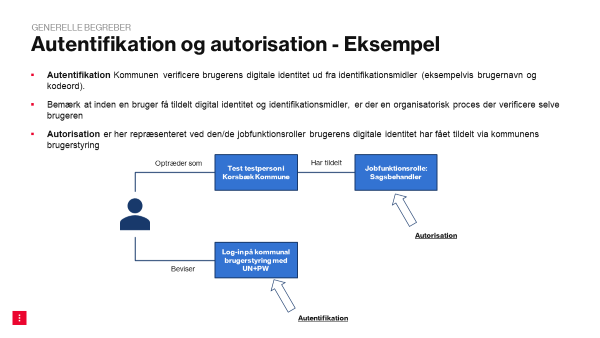 GENERELLE BEGREBER
Autentifikation og autorisation - Eksempel
Autentifikation Kommunen verificere brugerens digitale identitet ud fra identifikationsmidler (eksempelvis brugernavn og
kodeord).
Bemærk at inden en bruger få tildelt digital identitet og identifikationsmidler, er der en organisatorisk proces der verificere selve
brugeren
Autorisation er her repræsenteret ved den/de jobfunktionsroller brugerens digitale identitet har fået tildelt via kommunens
brugerstyring
Optræder som
Test testperson i
Korsbæk Kommune
Har tildelt
Jobfunktionsrolle:
Sagsbehandler
Autorisation
Beviser
Log-in på kommunal
brugerstyring med
UN+PW
Autentifikation